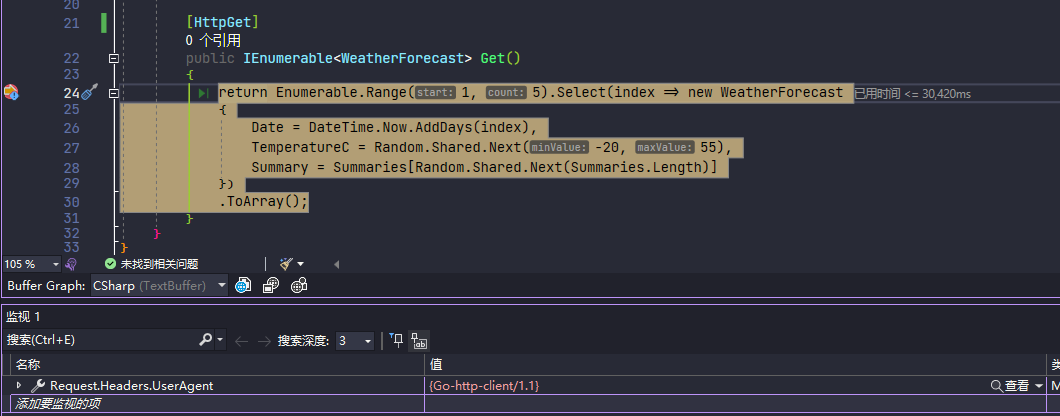 20
21 [HttpGet]
0 个引用
22 public IEnumerable<WeatherForecast> Get()
23 {
24 return Enumerable.Range(start: 1, count: 5).Select(index => new WeatherForecast 已用时间 <= 30,420ms
25 {
26 Date = DateTime.Now.AddDays(index),
27 TemperatureC = Random.Shared.Next(minValue: -20, maxValue: 55),
28 Summary = Summaries[Random.Shared.Next(Summaries.Length)]
29 })
30 .ToArray();
31 }
32 }
33 }
105 % 未找到相关问题
Buffer Graph: CSharp (TextBuffer)
监视 1
搜索(Ctrl+E) 搜索深度: 3
名称 值 类
Request.Headers.UserAgent {Go-http-client/1.1} 查看 M
添加要监视的项